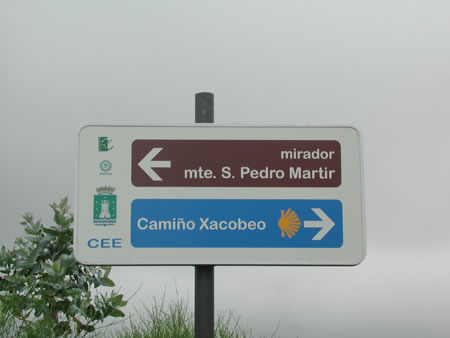 mirador
mte. S. Pedro Martir
Camiño Xacobeo
CEE